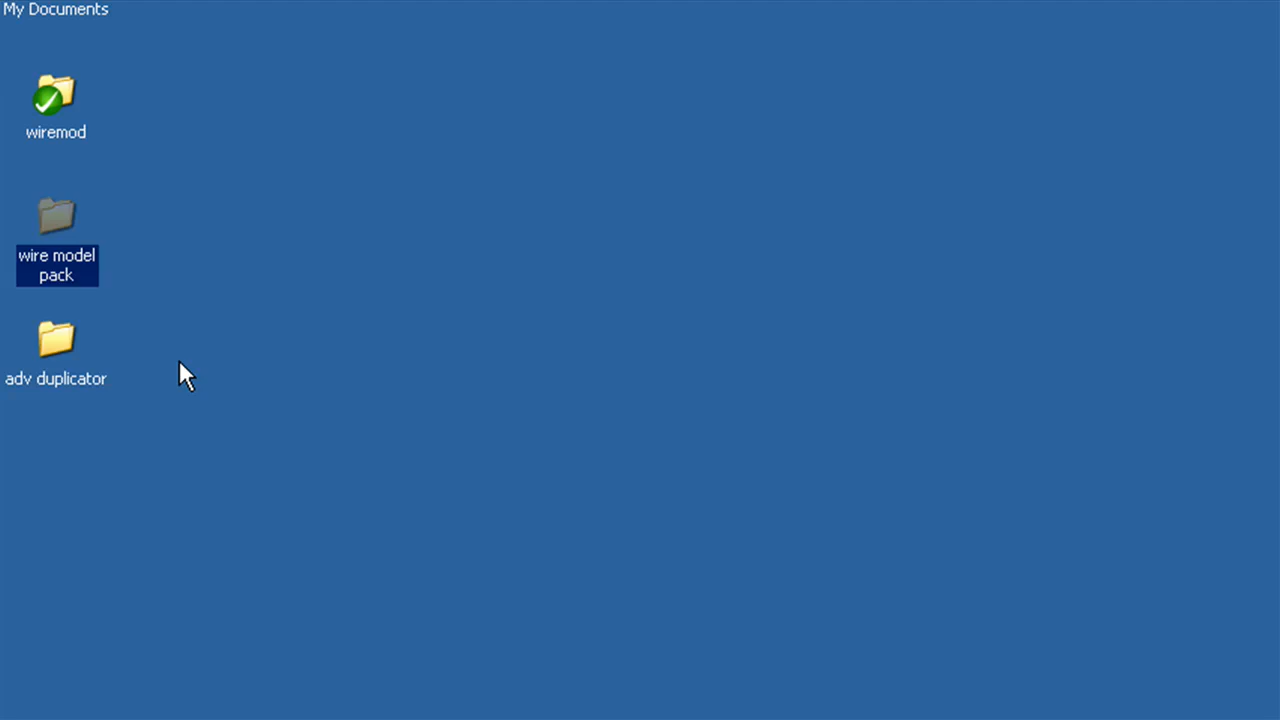 My Documents
wiremod
wire model
pack
adv duplicator